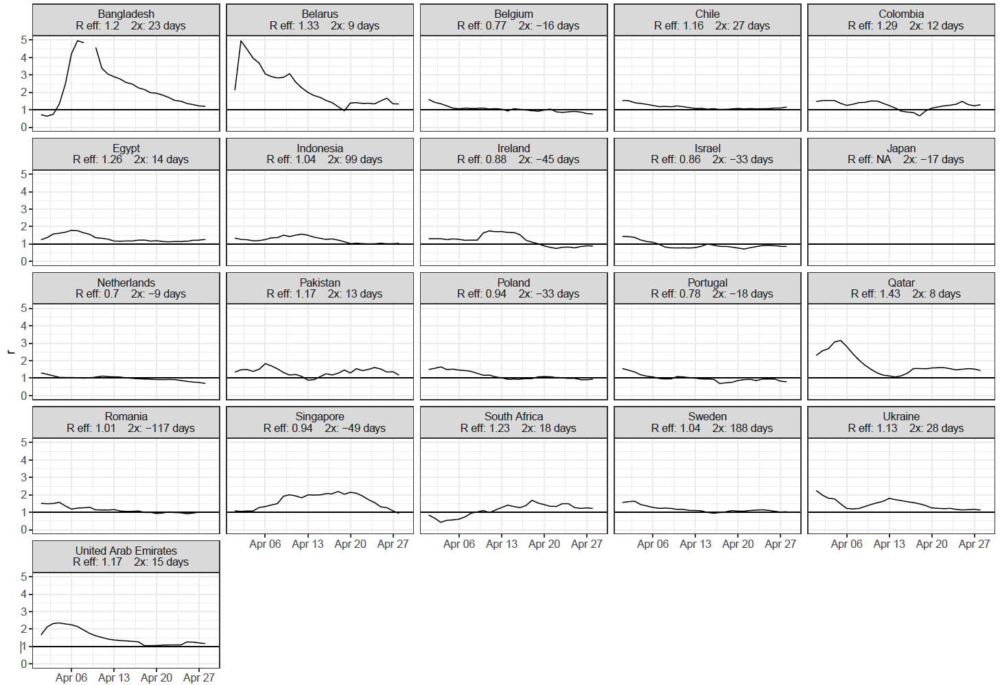 Bangladesh
R eff: 1.2 2x: 23 days
Belarus
R eff: 1.33 2x: 9 days
Belgium
R eff: 0.77 2x: −16 days
Chile
R eff: 1.16 2x: 27 days
Colombia
R eff: 1.29 2x: 12 days
5
4
3
2
1
0
Egypt
R eff: 1.26 2x: 14 days
Indonesia
R eff: 1.04 2x: 99 days
Ireland
R eff: 0.88 2x: −45 days
Israel
R eff: 0.86 2x: −33 days
Japan
R eff: NA 2x: −17 days
5
4
3
2
1
0
Netherlands
R eff: 0.7 2x: −9 days
Pakistan
R eff: 1.17 2x: 13 days
Poland
R eff: 0.94 2x: −33 days
Portugal
R eff: 0.78 2x: −18 days
Qatar
R eff: 1.43 2x: 8 days
5
4
3
2
1
0
r
Romania
R eff: 1.01 2x: −117 days
Singapore
R eff: 0.94 2x: −49 days
South Africa
R eff: 1.23 2x: 18 days
Sweden
R eff: 1.04 2x: 188 days
Ukraine
R eff: 1.13 2x: 28 days
5
4
3
2
1
0
Apr 06 Apr 13 Apr 20 Apr 27
Apr 06 Apr 13 Apr 20 Apr 27
Apr 06 Apr 13 Apr 20 Apr 27
Apr 06 Apr 13 Apr 20 Apr 27
United Arab Emirates
R eff: 1.17 2x: 15 days
5
4
3
2
1
0
Apr 06 Apr 13 Apr 20 Apr 27